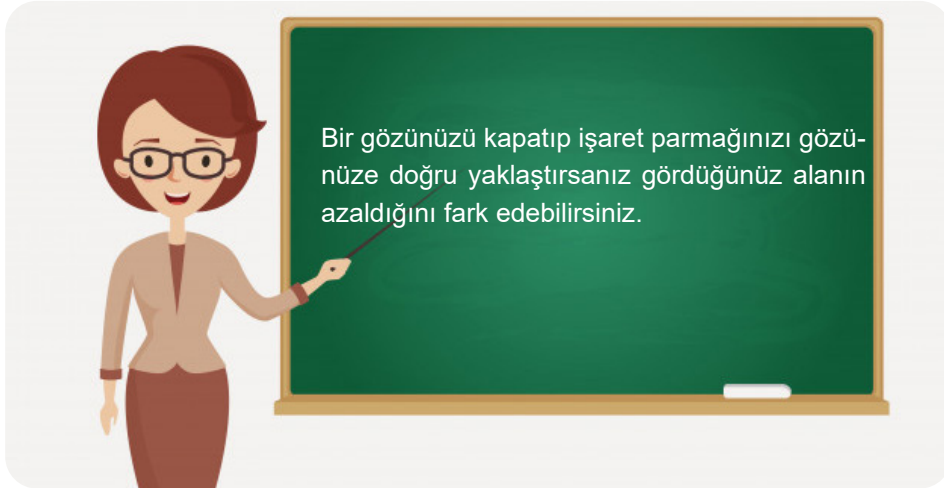 Bir gözünüzü kapatıp işaret parmağınızı gözü-
nüze doğru yaklaştırsanız gördüğünüz alanın
azaldığını fark edebilirsiniz.